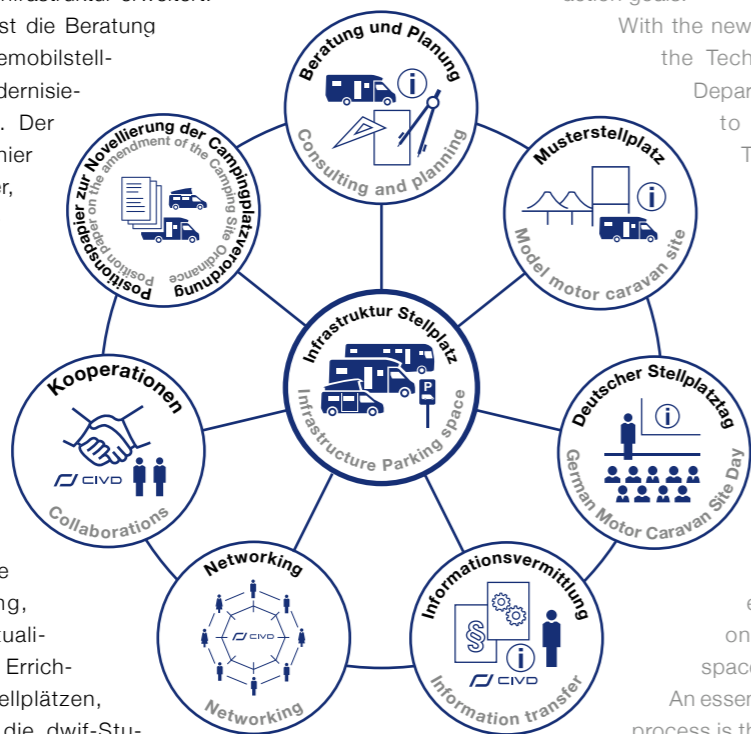 st die Beratung
emobilstell-
dernisie-
. Der
nier
er,
With the new
the Tech
Depar
to
T
Beratung und Planung
Consulting and planning
Musterstellplatz
Model motor caravan site
Deutscher Stellplatztag
German Motor Caravan Site Day
Informationsvermittlung
CIVD
Information transfer
Networking
CIVD
Networking
Kooperationen
CIVD
Collaborations
Positionspapier zur Novellierung der Campingplatzverordnung
Position paper on the amendment of the Camping Site Ordinance
Infrastruktur Stellplatz
P
Infrastructure Parking space
e
ng,
tuali-
Errich-
ellplätzen,
die dwif-Stu-
e
on
space
An essen
process is th